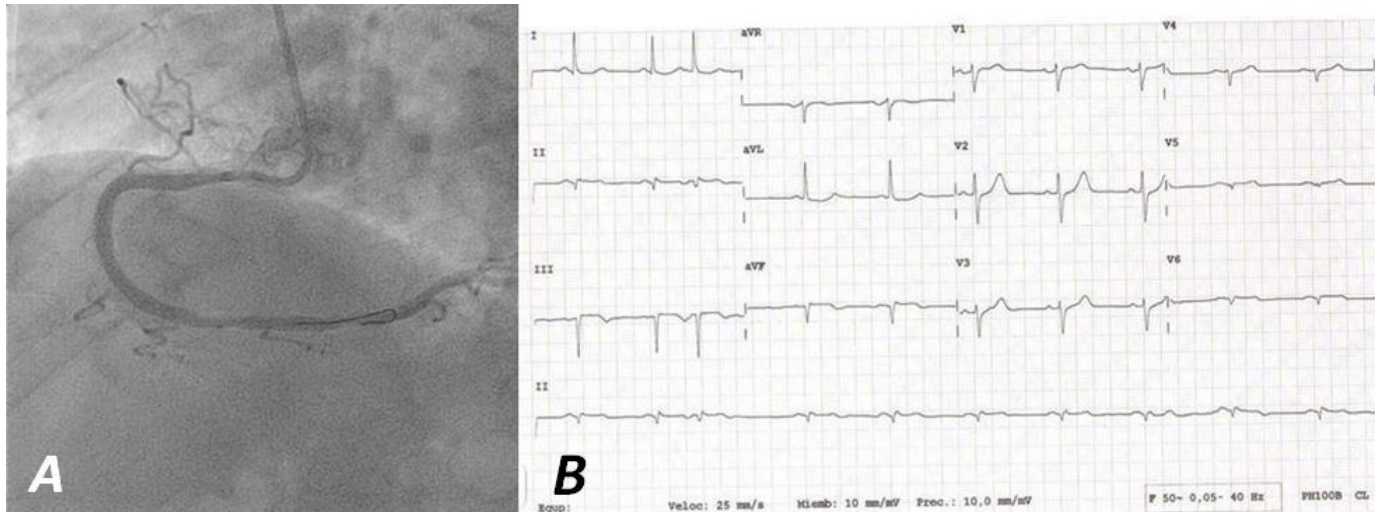 I aVR V1 V4
II aVL V2 V5
III aVF V3 V6
II
A B
Equp: Veloc: 25 mm/s Miemb: 10 mm/mV Prec.: 10,0 mm/mV F 50~ 0,05- 40 Hz PH100B CL